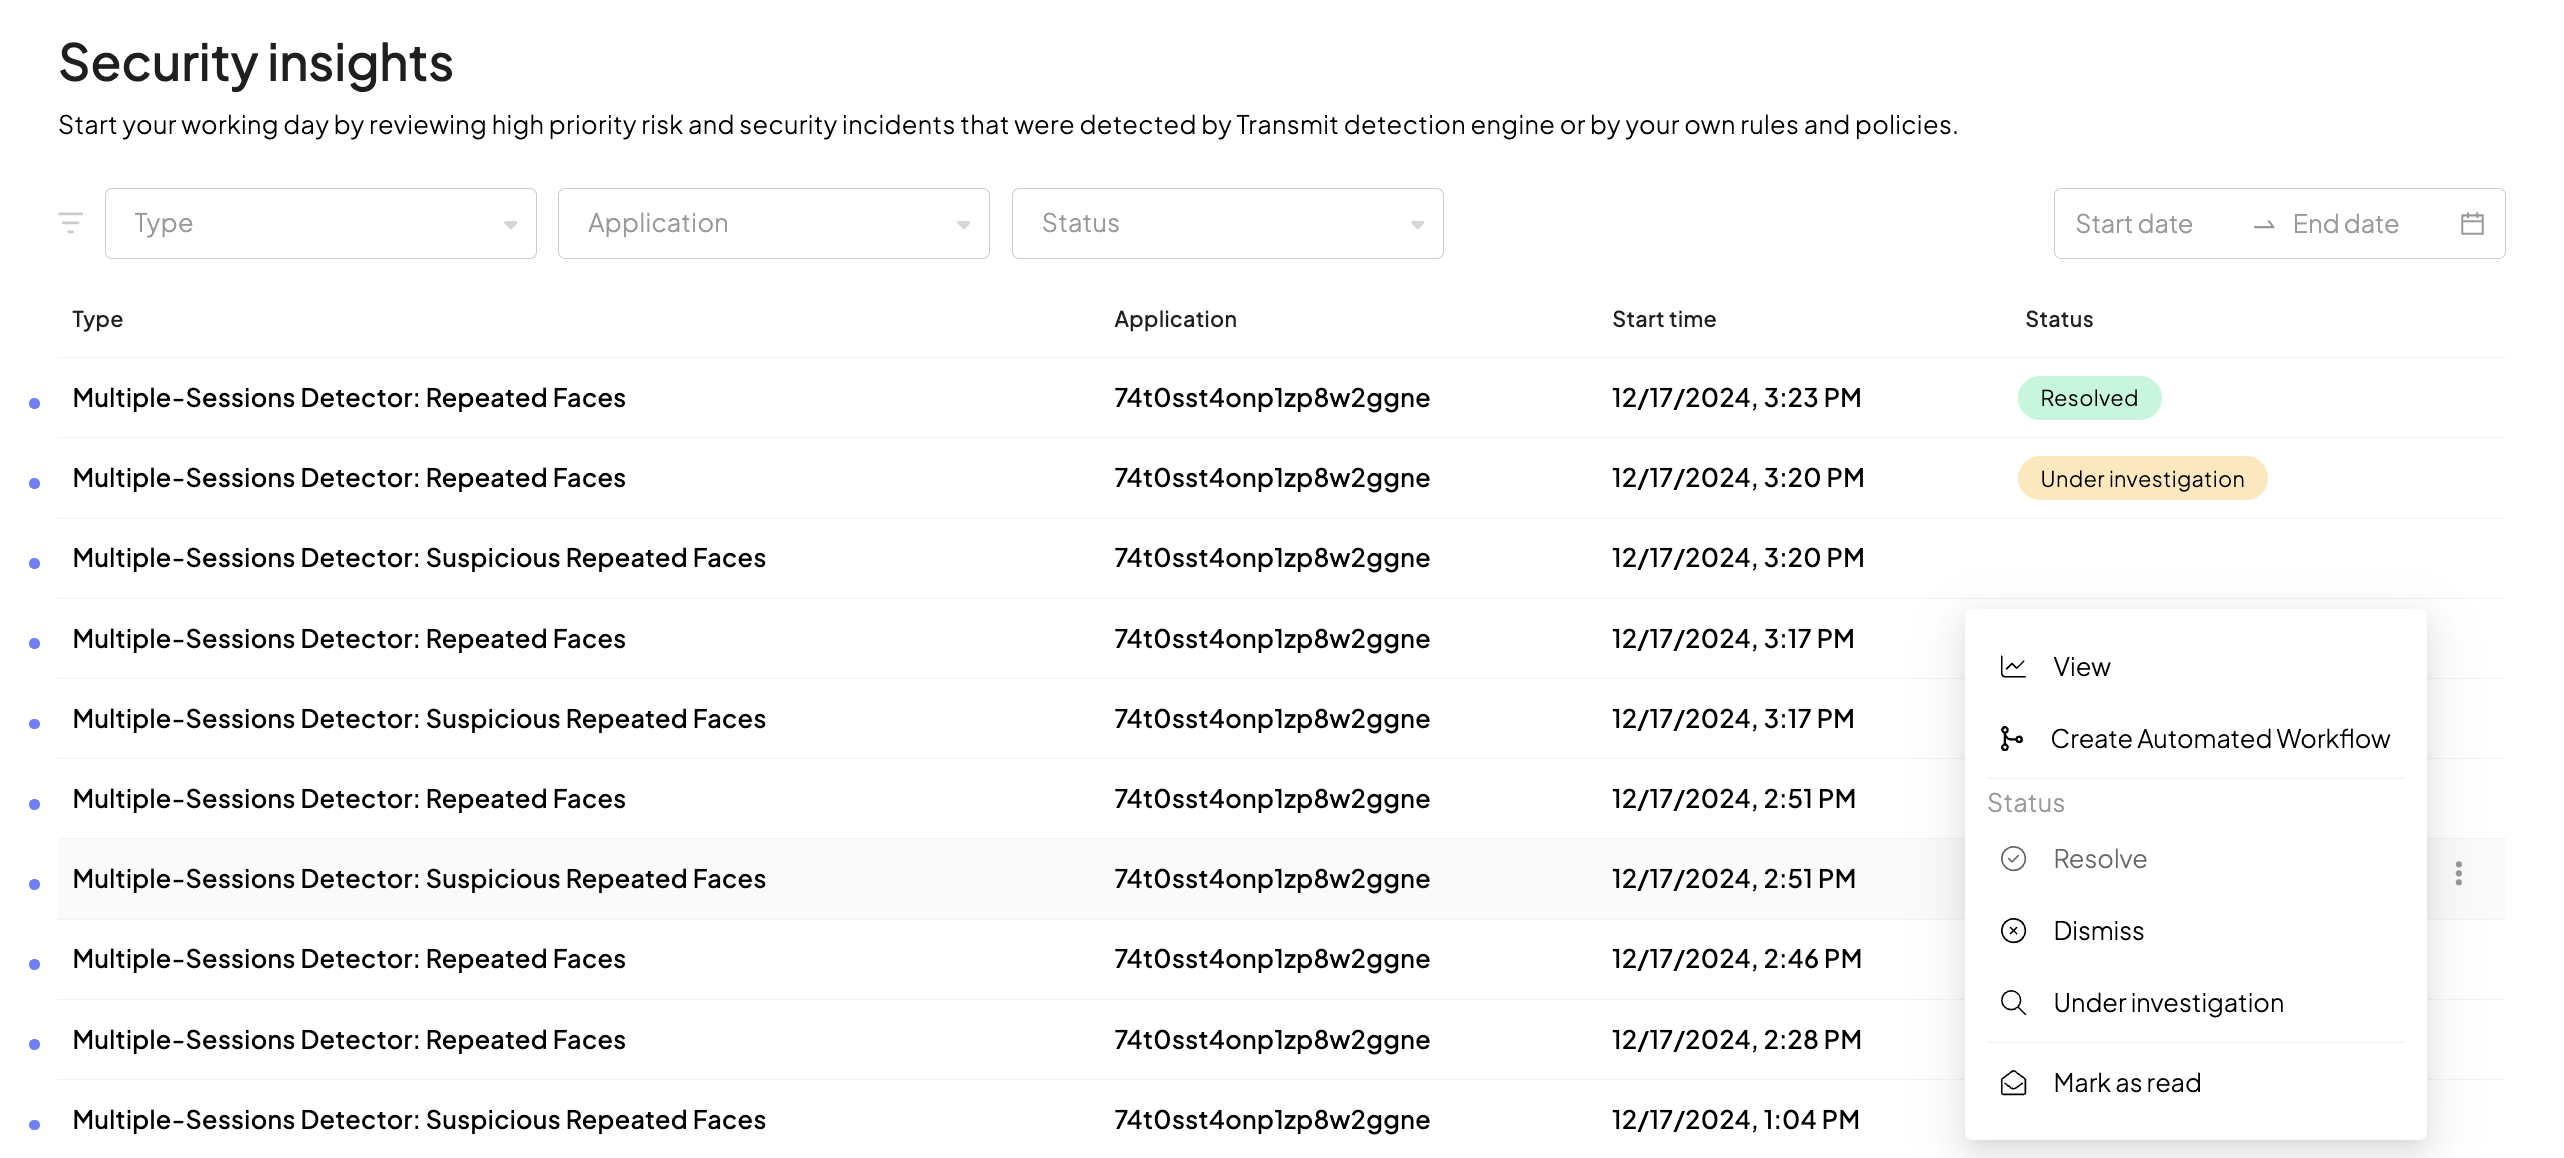 Security insights
Start your working day by reviewing high priority risk and security incidents that were detected by Transmit detection engine or by your own rules and policies.
Type Application Status Start date → End date
Type Application Start time Status
Multiple-Sessions Detector: Repeated Faces 74t0sst4onp1zp8w2ggne 12/17/2024, 3:23 PM Resolved
Multiple-Sessions Detector: Repeated Faces 74t0sst4onp1zp8w2ggne 12/17/2024, 3:20 PM Under investigation
Multiple-Sessions Detector: Suspicious Repeated Faces 74t0sst4onp1zp8w2ggne 12/17/2024, 3:20 PM
Multiple-Sessions Detector: Repeated Faces 74t0sst4onp1zp8w2ggne 12/17/2024, 3:17 PM
Multiple-Sessions Detector: Suspicious Repeated Faces 74t0sst4onp1zp8w2ggne 12/17/2024, 3:17 PM
Multiple-Sessions Detector: Repeated Faces 74t0sst4onp1zp8w2ggne 12/17/2024, 2:51 PM
Multiple-Sessions Detector: Suspicious Repeated Faces 74t0sst4onp1zp8w2ggne 12/17/2024, 2:51 PM
Multiple-Sessions Detector: Repeated Faces 74t0sst4onp1zp8w2ggne 12/17/2024, 2:46 PM
Multiple-Sessions Detector: Repeated Faces 74t0sst4onp1zp8w2ggne 12/17/2024, 2:28 PM
Multiple-Sessions Detector: Suspicious Repeated Faces 74t0sst4onp1zp8w2ggne 12/17/2024, 1:04 PM
View
Create Automated Workflow
Status
Resolve
Dismiss
Under investigation
Mark as read